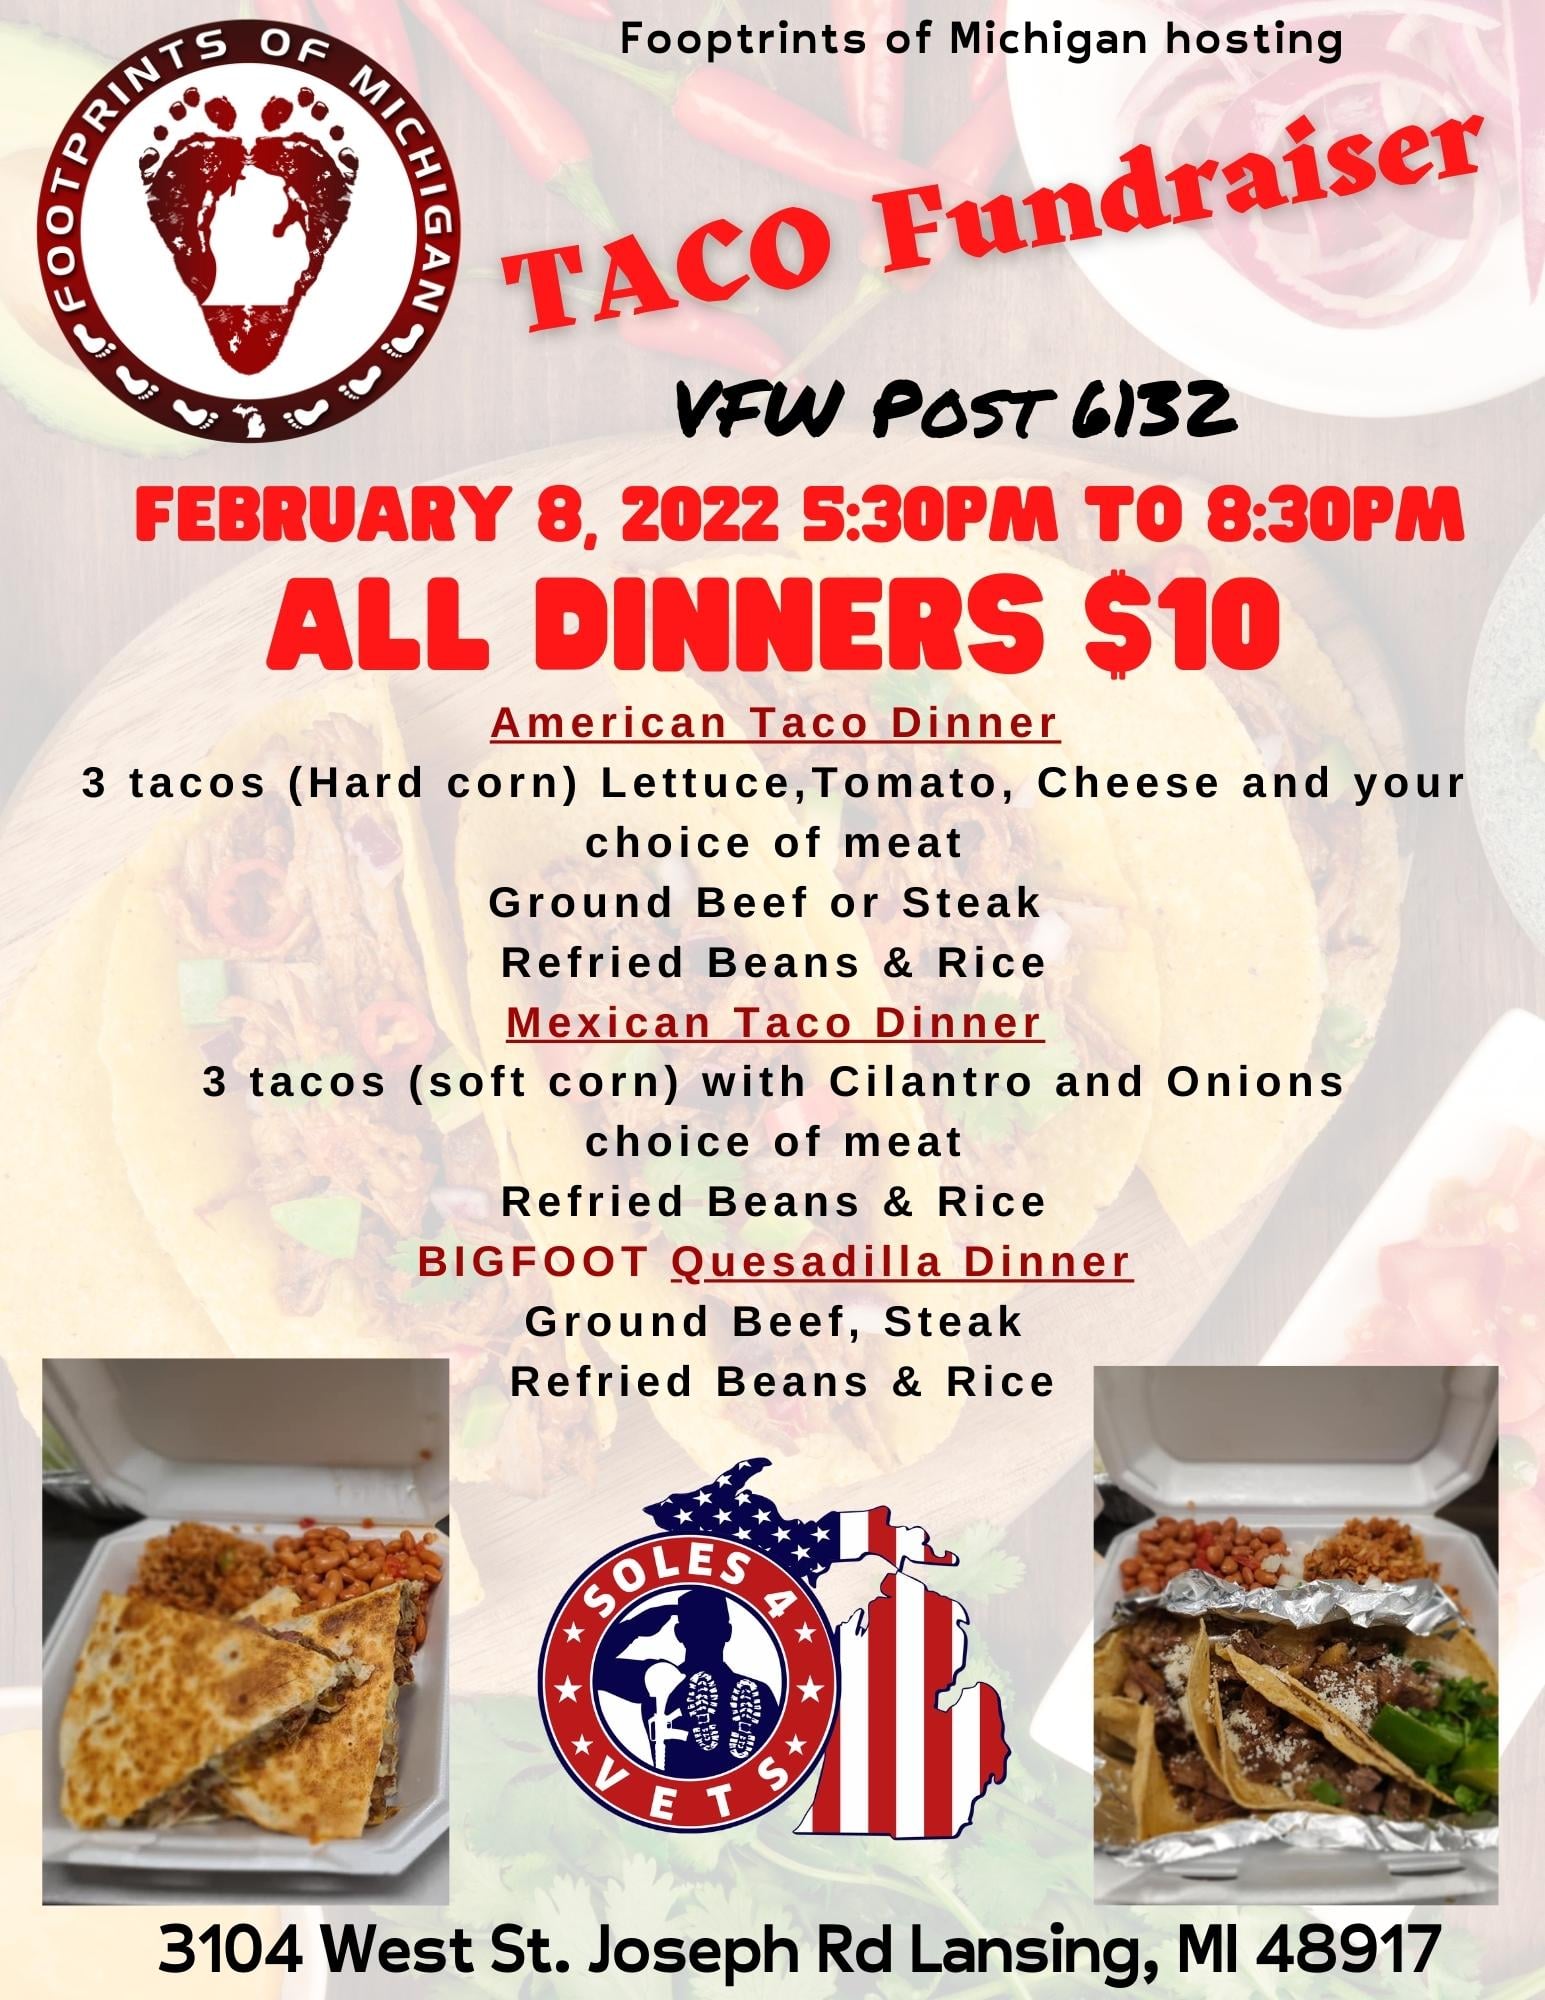 FOOTPRINTS OF MICHIGAN
Fooptrints of Michigan hosting
TACO Fundraiser
VFW Post 6132
FEBRUARY 8, 2022 5:30PM TO 8:30PM
ALL DINNERS $10
American Taco Dinner
3 tacos (Hard corn) Lettuce,Tomato, Cheese and your
choice of meat
Ground Beef or Steak
Refried Beans & Rice
Mexican Taco Dinner
3 tacos (soft corn) with Cilantro and Onions
choice of meat
Refried Beans & Rice
BIGFOOT Quesadilla Dinner
Ground Beef, Steak
Refried Beans & Rice
SOLES 4
VETS
3104 West St. Joseph Rd Lansing, MI 48917